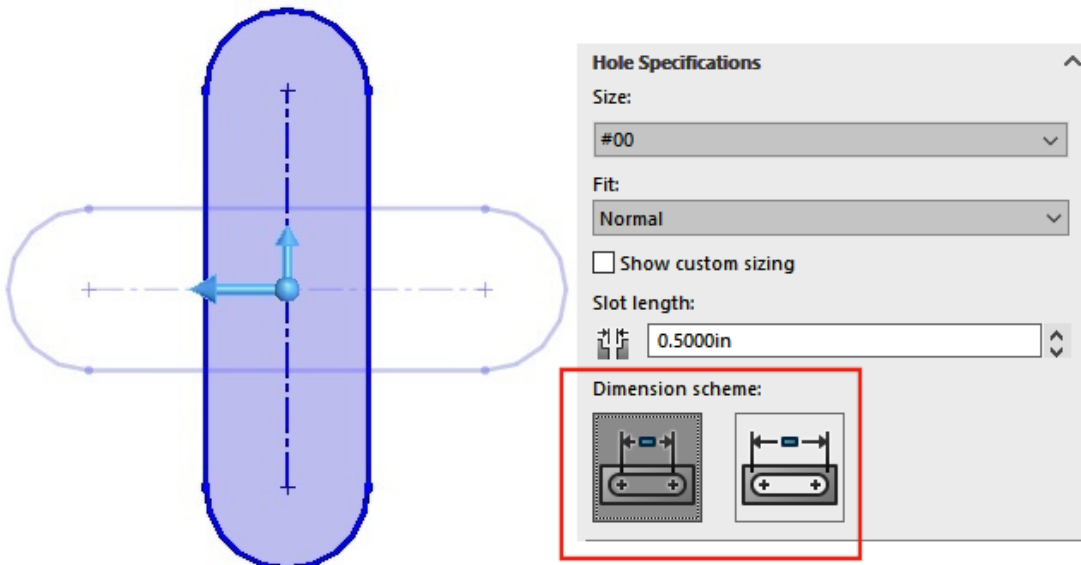 Hole Specifications
Size:
#00
Fit:
Normal
Show custom sizing
Slot length:
0.5000in
Dimension scheme: